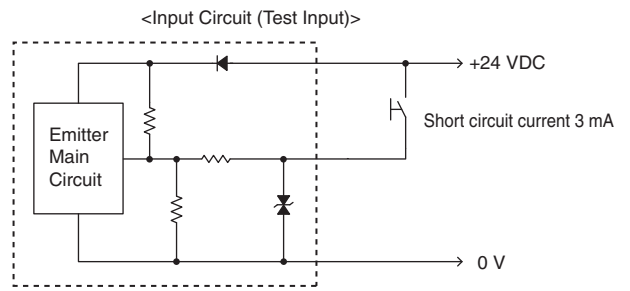 <Input Circuit (Test Input)>
+24 VDC
Emitter
Main
Circuit
Short circuit current 3 mA
0 V